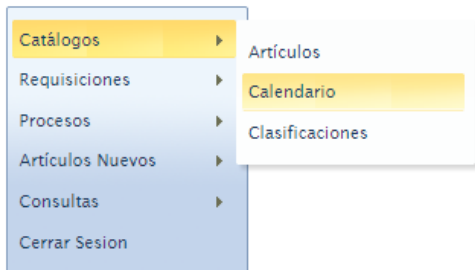 Catálogos
Requisiciones
Procesos
Artículos Nuevos
Consultas
Cerrar Sesion
Artículos
Calendario
Clasificaciones